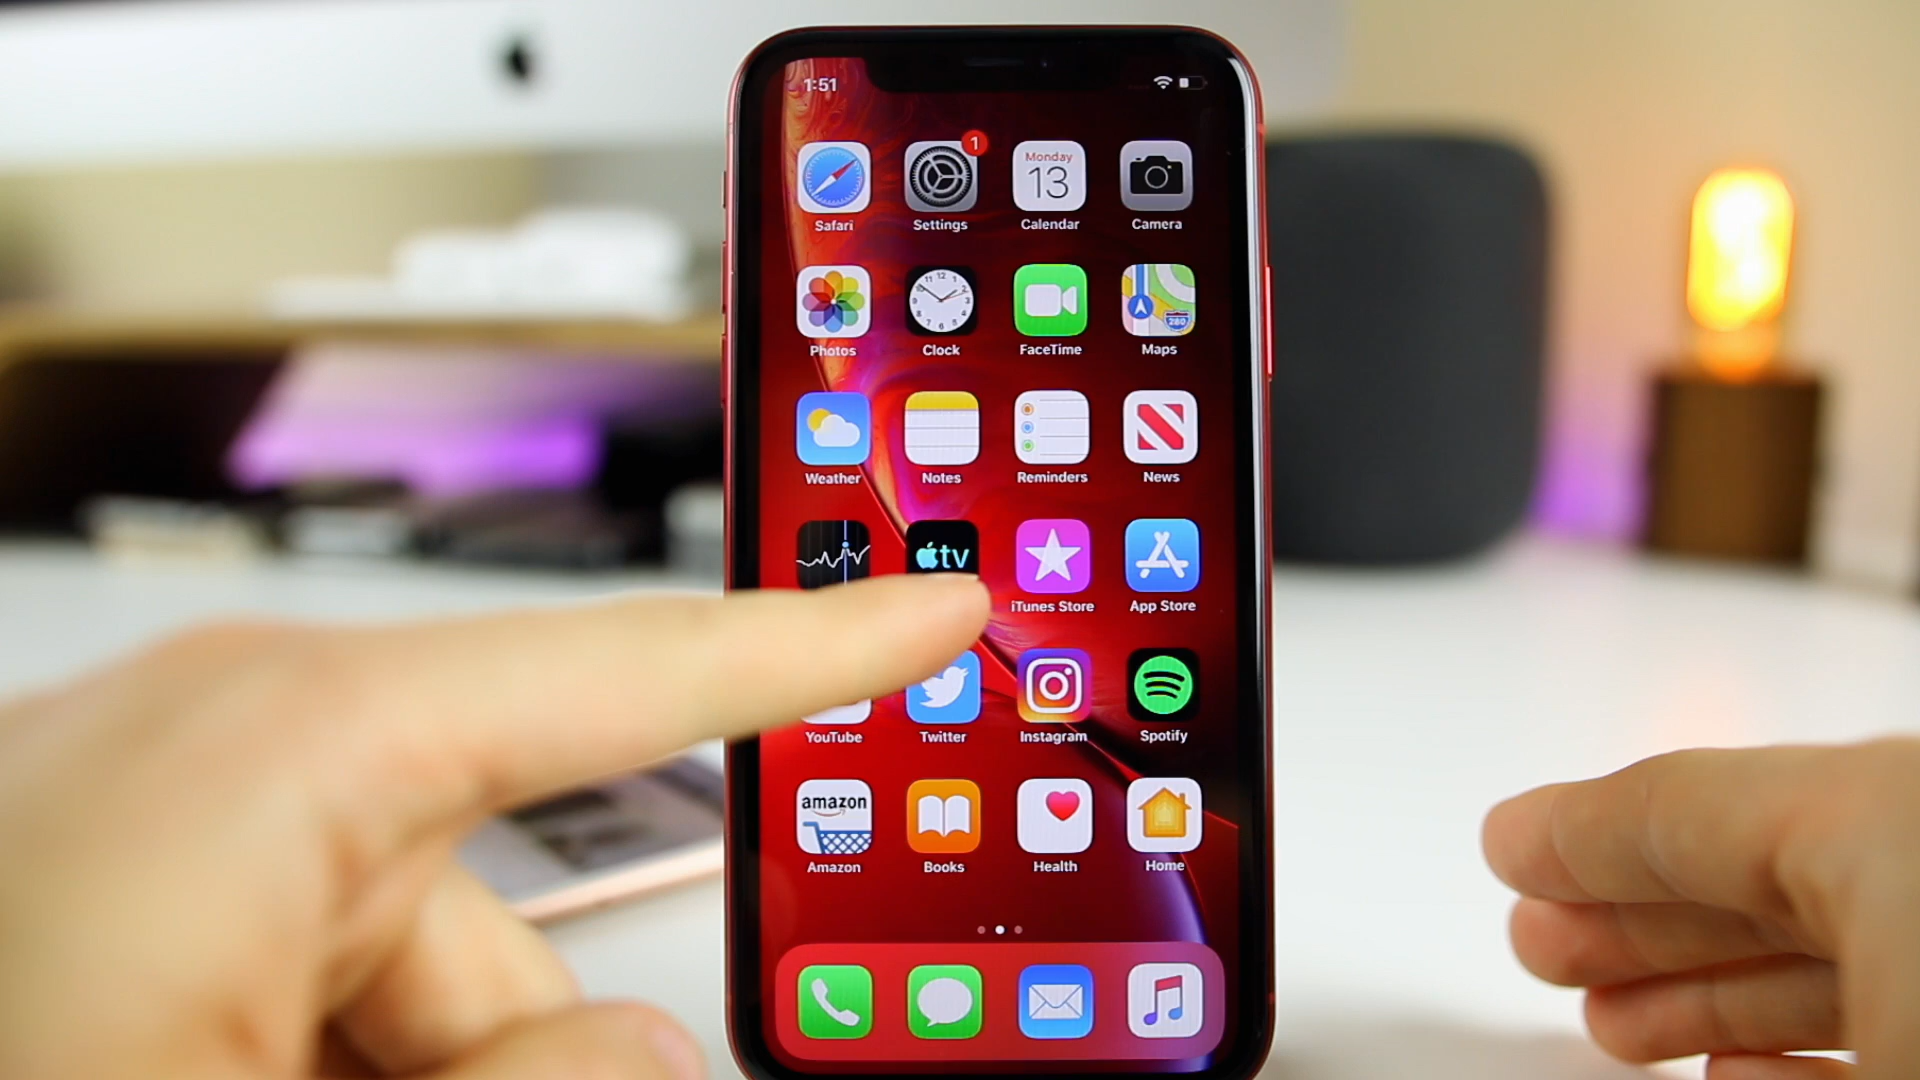 1:51
1
Monday
13
Safari
Settings
Calendar
Camera
280
Photos
Clock
FaceTime
Maps
Weather
Notes
Reminders
News
tv
iTunes Store
App Store
YouTube
Twitter
Instagram
Spotify
amazon
Amazon
Books
Health
Home